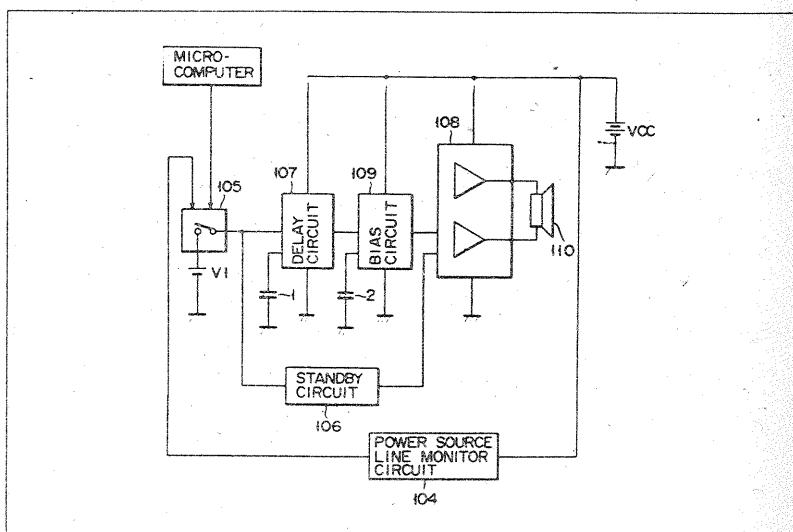 MICRO-
COMPUTER
108
VCC
105
107
109
DELAY
CIRCUIT
BIAS
CIRCUIT
110
V1
1
2
STANDBY
CIRCUIT
106
POWER SOURCE
LINE MONITOR
CIRCUIT
104